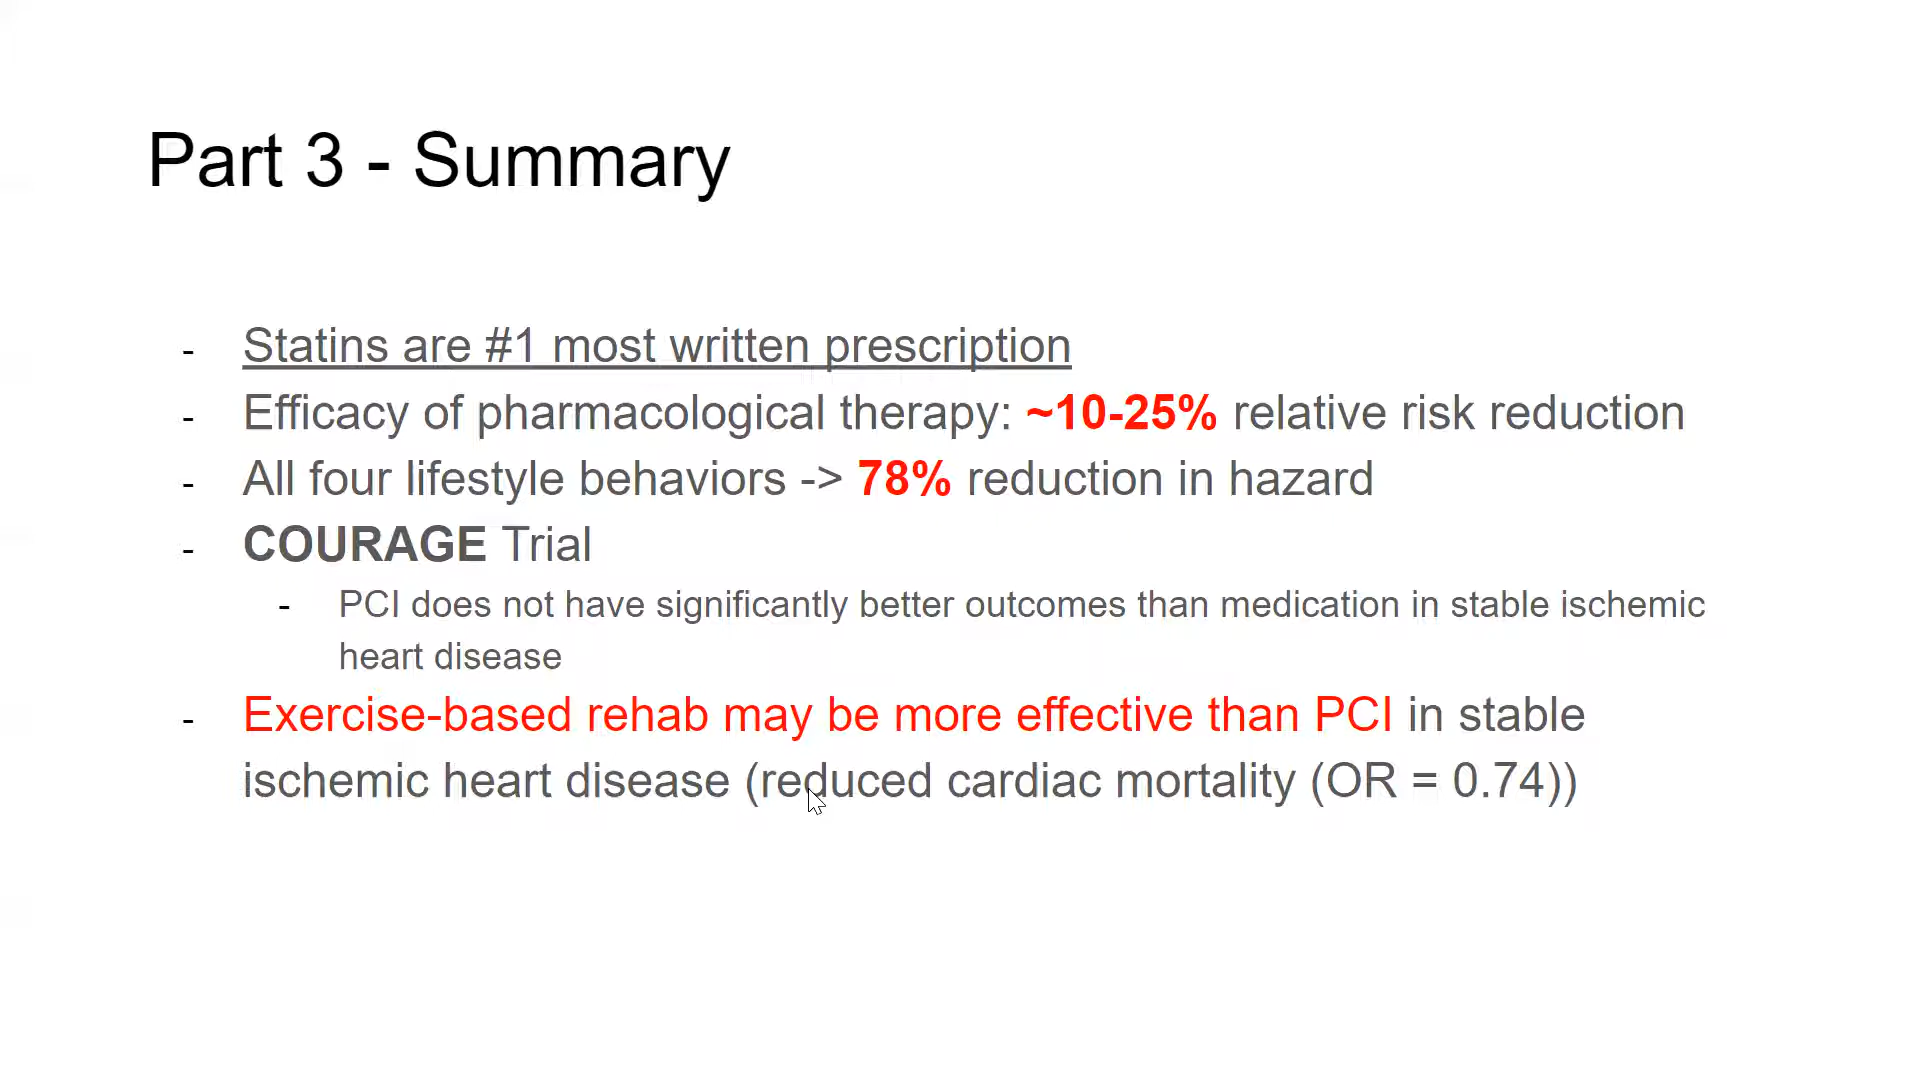 Part 3 - Summary
- Statins are #1 most written prescription
- Efficacy of pharmacological therapy: ~10-25% relative risk reduction
- All four lifestyle behaviors -> 78% reduction in hazard
- COURAGE Trial
- PCI does not have significantly better outcomes than medication in stable ischemic
heart disease
- Exercise-based rehab may be more effective than PCI in stable
ischemic heart disease (reduced cardiac mortality (OR = 0.74))